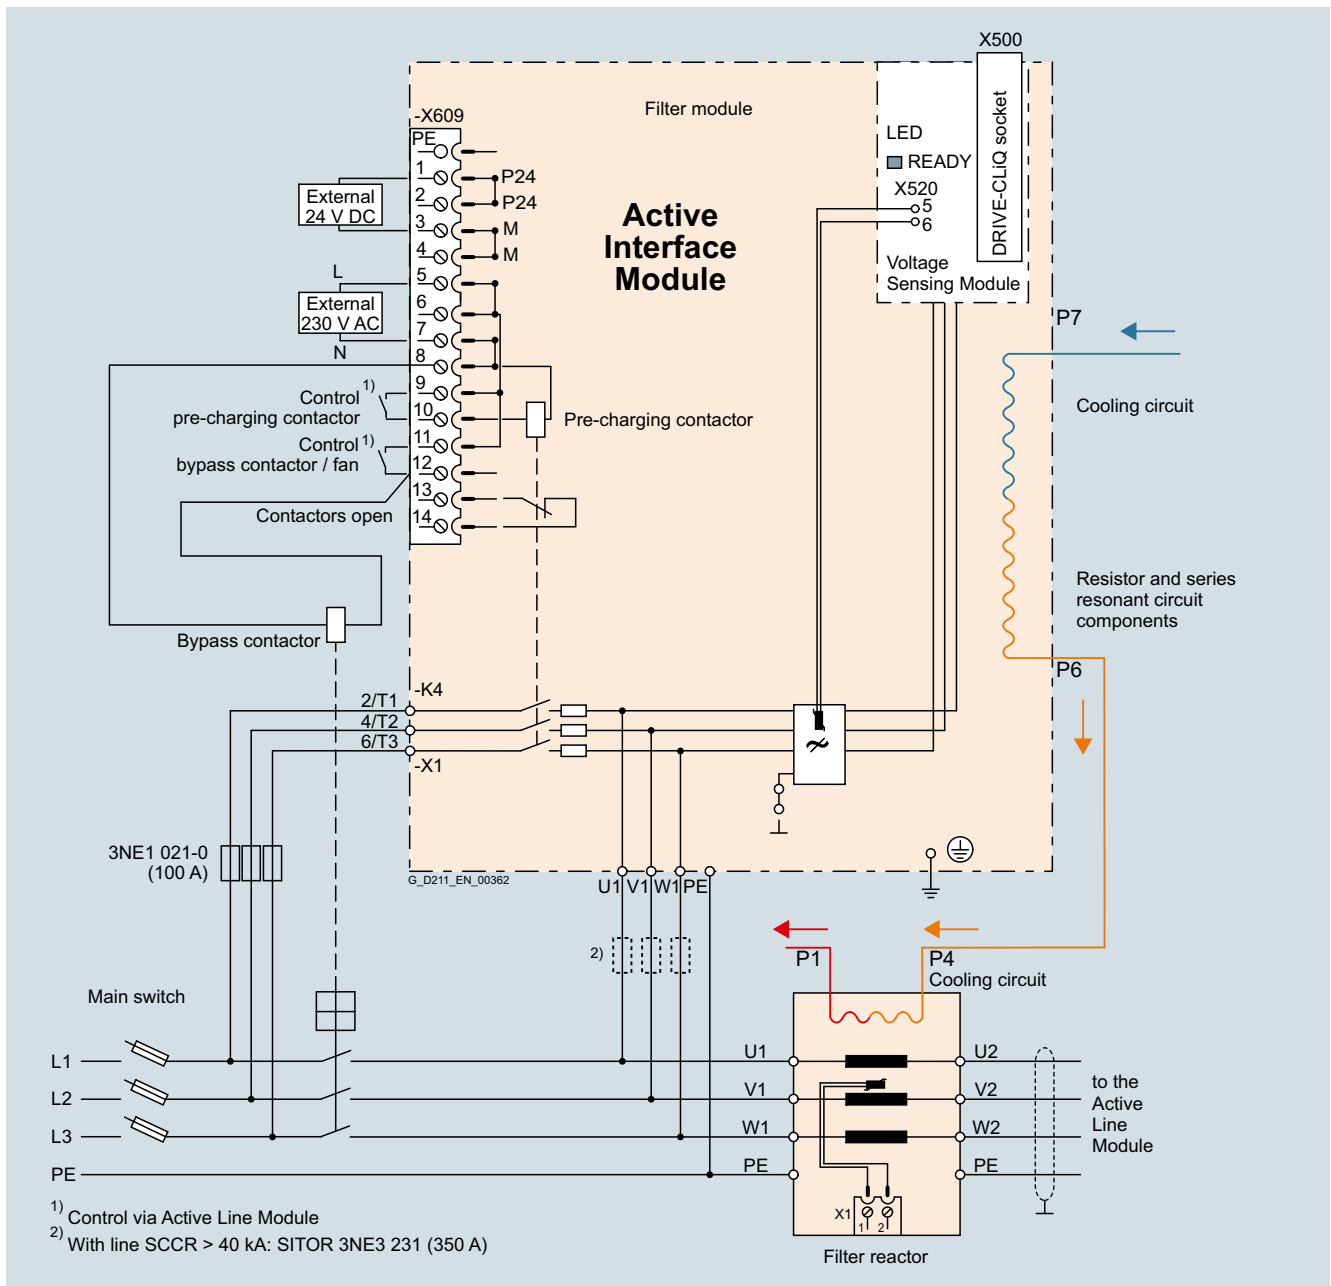 X500
Filter module
-X609
DRIVE-CLiQ socket
LED
READY
X520
5
6
Voltage
Sensing Module
Active
Interface
Module
PE
1
2
3
4
5
6
7
8
9
10
11
12
13
14
P24
P24
M
M
External
24 V DC
L
External
230 V AC
N
Control 1)
pre-charging contactor
Control 1)
bypass contactor / fan
Contactors open
Pre-charging contactor
Bypass contactor
P7
Cooling circuit
Resistor and series
resonant circuit
components
P6
-K4
2/T1
4/T2
6/T3
-X1
3NE1 021-0
(100 A)
G_D211_EN_00362
U1 V1 W1 PE
2)
P1
P4
Cooling circuit
Main switch
L1
L2
L3
PE
U1
V1
W1
PE
U2
V2
W2
PE
X1
1
2
to the
Active
Line
Module
Filter reactor
1) Control via Active Line Module
2) With line SCCR > 40 kA: SITOR 3NE3 231 (350 A)